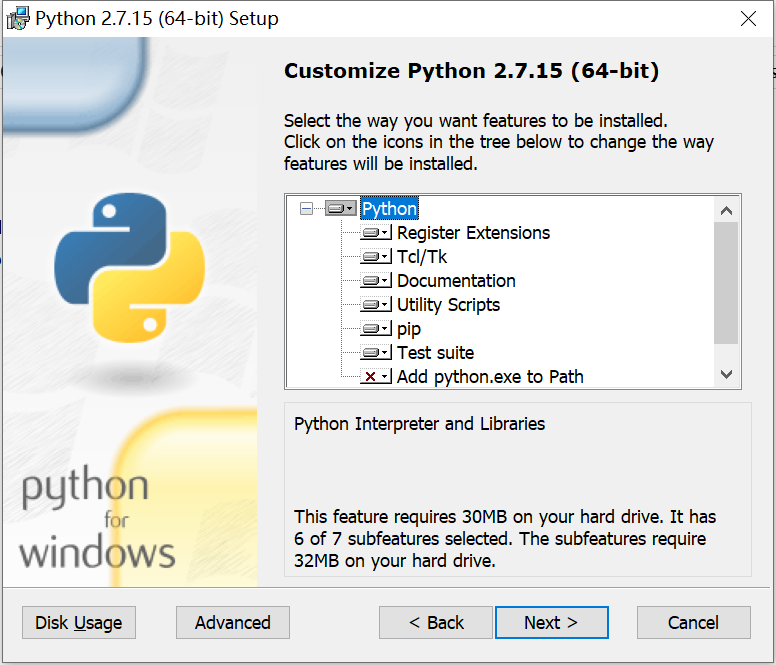 Python 2.7.15 (64-bit) Setup
Customize Python 2.7.15 (64-bit)
Select the way you want features to be installed.
Click on the icons in the tree below to change the way
features will be installed.
Python
Register Extensions
Tcl/Tk
Documentation
Utility Scripts
pip
Test suite
Add python.exe to Path
Python Interpreter and Libraries
This feature requires 30MB on your hard drive. It has
6 of 7 subfeatures selected. The subfeatures require
32MB on your hard drive.
python
for
windows
Disk Usage
Advanced
< Back
Next >
Cancel